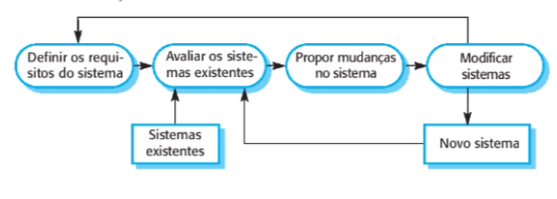 Definir os requi-
sitos do sistema
Avaliar os siste-
mas existentes
Propor mudanças
no sistema
Modificar
sistemas
Sistemas
existentes
Novo sistema